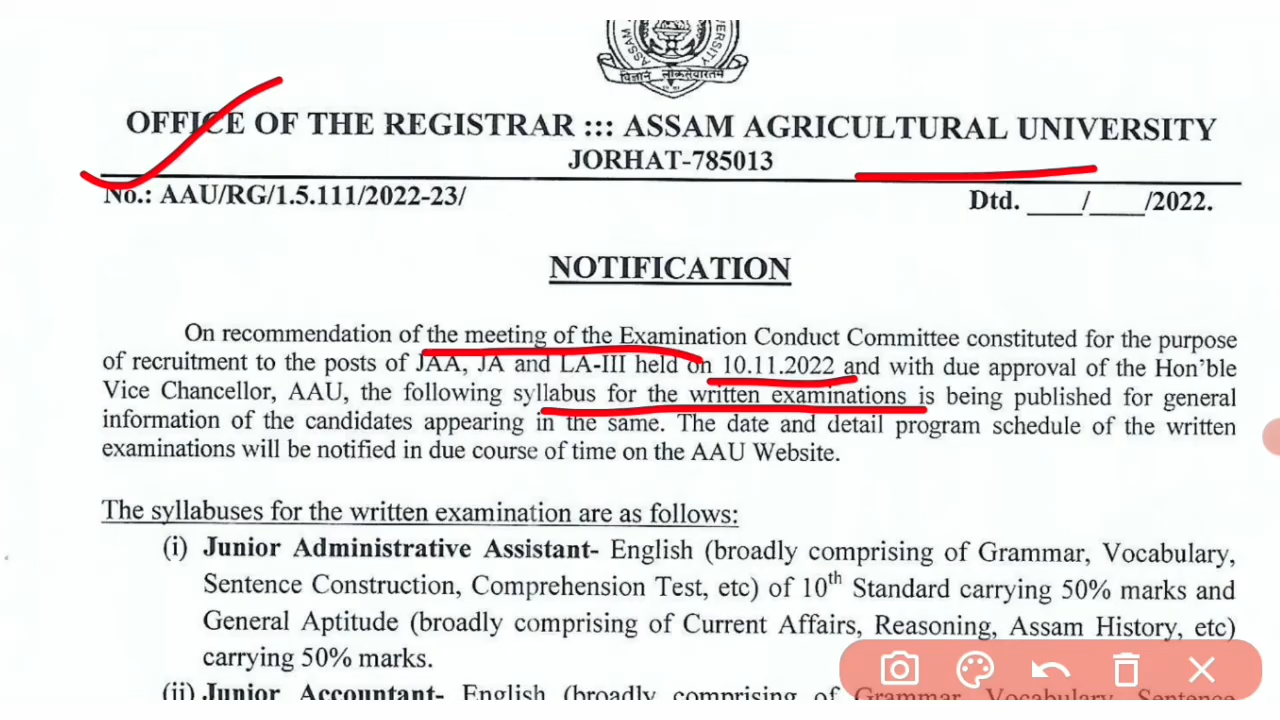 ASSAM
VERSITY
विज्ञानं लोकसेवारतम
OFFICE OF THE REGISTRAR ::: ASSAM AGRICULTURAL UNIVERSITY
JORHAT-785013
No.: AAU/RG/1.5.111/2022-23/ Dtd. ____/____/2022.
NOTIFICATION
On recommendation of the meeting of the Examination Conduct Committee constituted for the purpose
of recruitment to the posts of JAA, JA and LA-III held on 10.11.2022 and with due approval of the Hon'ble
Vice Chancellor, AAU, the following syllabus for the written examinations is being published for general
information of the candidates appearing in the same. The date and detail program schedule of the written
examinations will be notified in due course of time on the AAU Website.
The syllabuses for the written examination are as follows:
(i) Junior Administrative Assistant- English (broadly comprising of Grammar, Vocabulary,
Sentence Construction, Comprehension Test, etc) of 10th Standard carrying 50% marks and
General Aptitude (broadly comprising of Current Affairs, Reasoning, Assam History, etc)
carrying 50% marks.
(ii) Junior Accountant- English (broadly comprising of Grammar, Vocabulary, Sentence